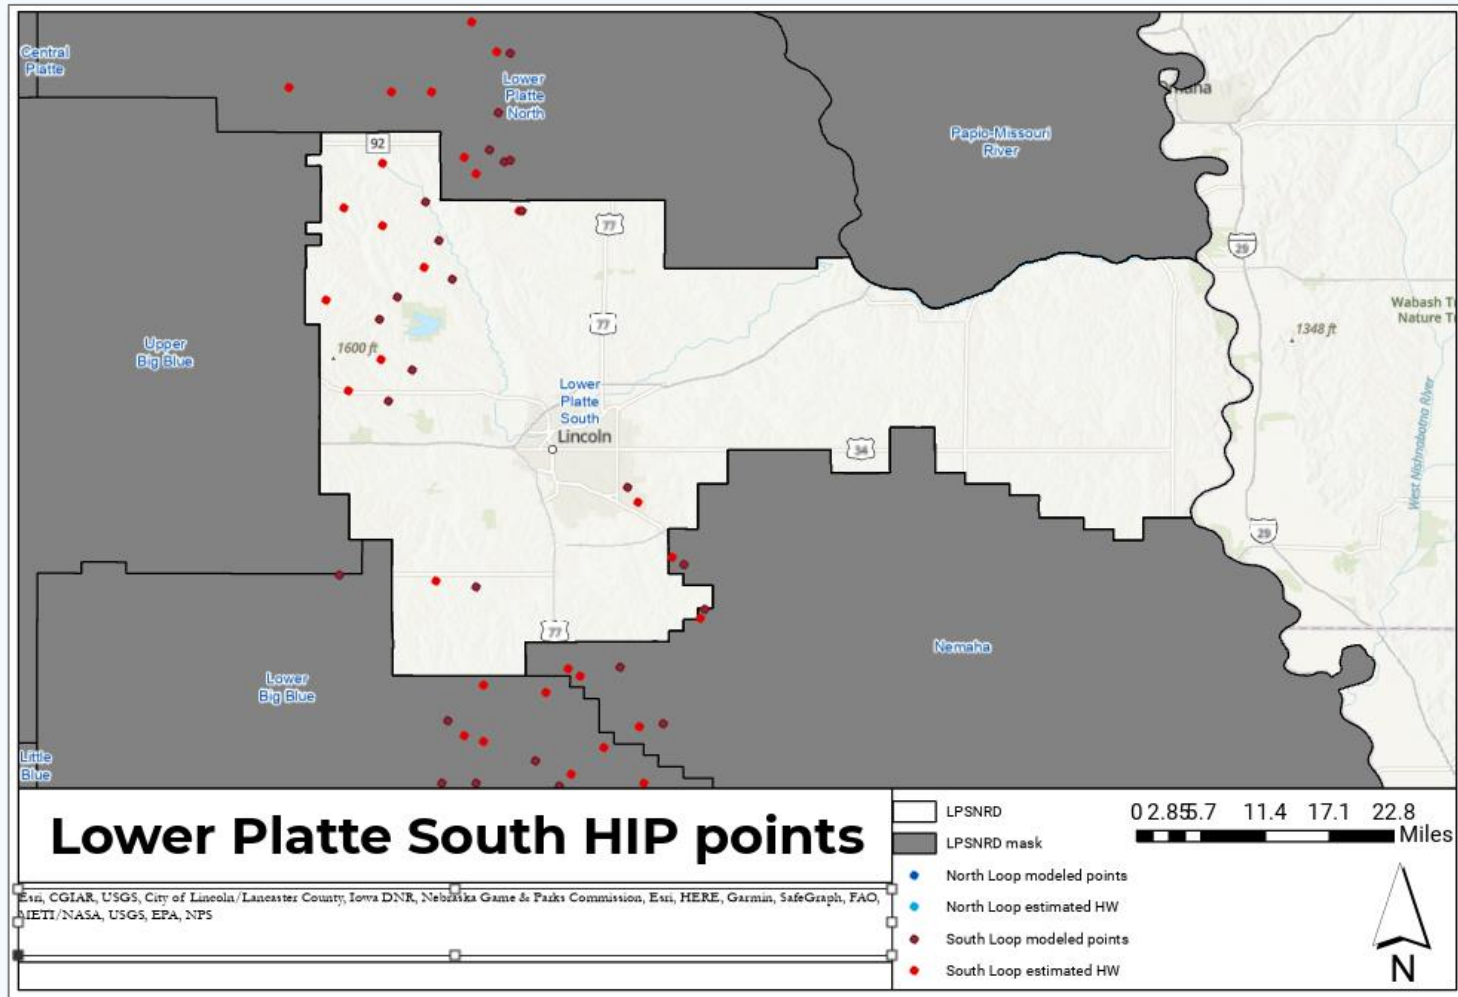 Central
Platte
Lower
Platte
North
Papio-Missouri
River
92
77
29
77
Wabash T
Nature T
1348 ft
Upper
Big Blue
1600 ft
Lower
Platte
South
Lincoln
34
West Nishnabotna River
29
77
Nemaha
Lower
Big Blue
Little
Blue
Lower Platte South HIP points
Esri, CGIAR, USGS, City of Lincoln/Lancaster County, Iowa DNR, Nebraska Game & Parks Commission, Esri, HERE, Garmin, SafeGraph, FAO,
METI/NASA, USGS, EPA, NPS
LPSNRD
LPSNRD mask
North Loop modeled points
North Loop estimated HW
South Loop modeled points
South Loop estimated HW
0 2.85 5.7 11.4 17.1 22.8
Miles
N